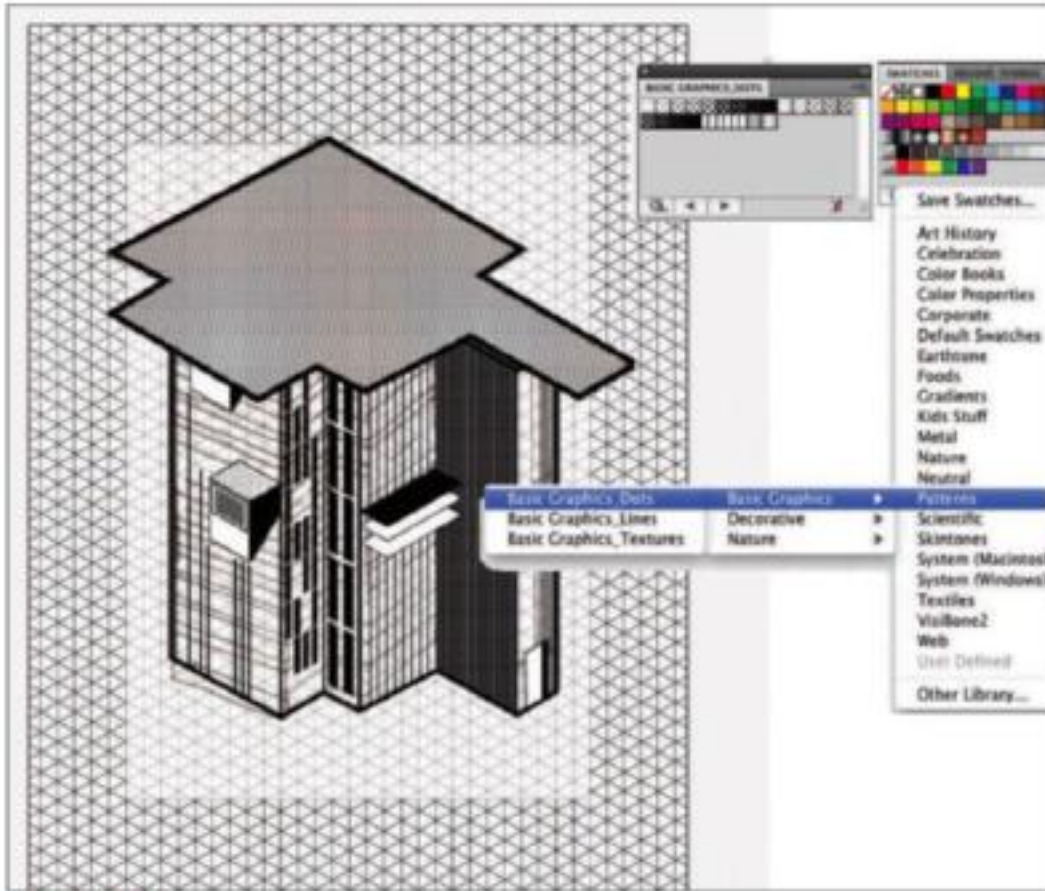 BASIC GRAPHICS_DOTS
SWATCHES
Save Swatches...
Art History
Celebration
Color Books
Color Properties
Corporate
Default Swatches
Earthtone
Foods
Gradients
Kids Stuff
Metal
Nature
Neutral
Basic Graphics_Dots Basic Graphics Patterns
Basic Graphics_Lines Decorative Scientific
Basic Graphics_Textures Nature Skintones
System (Macintosh
System (Windows)
Textiles
VisiBone2
Web
User Defined
Other Library...